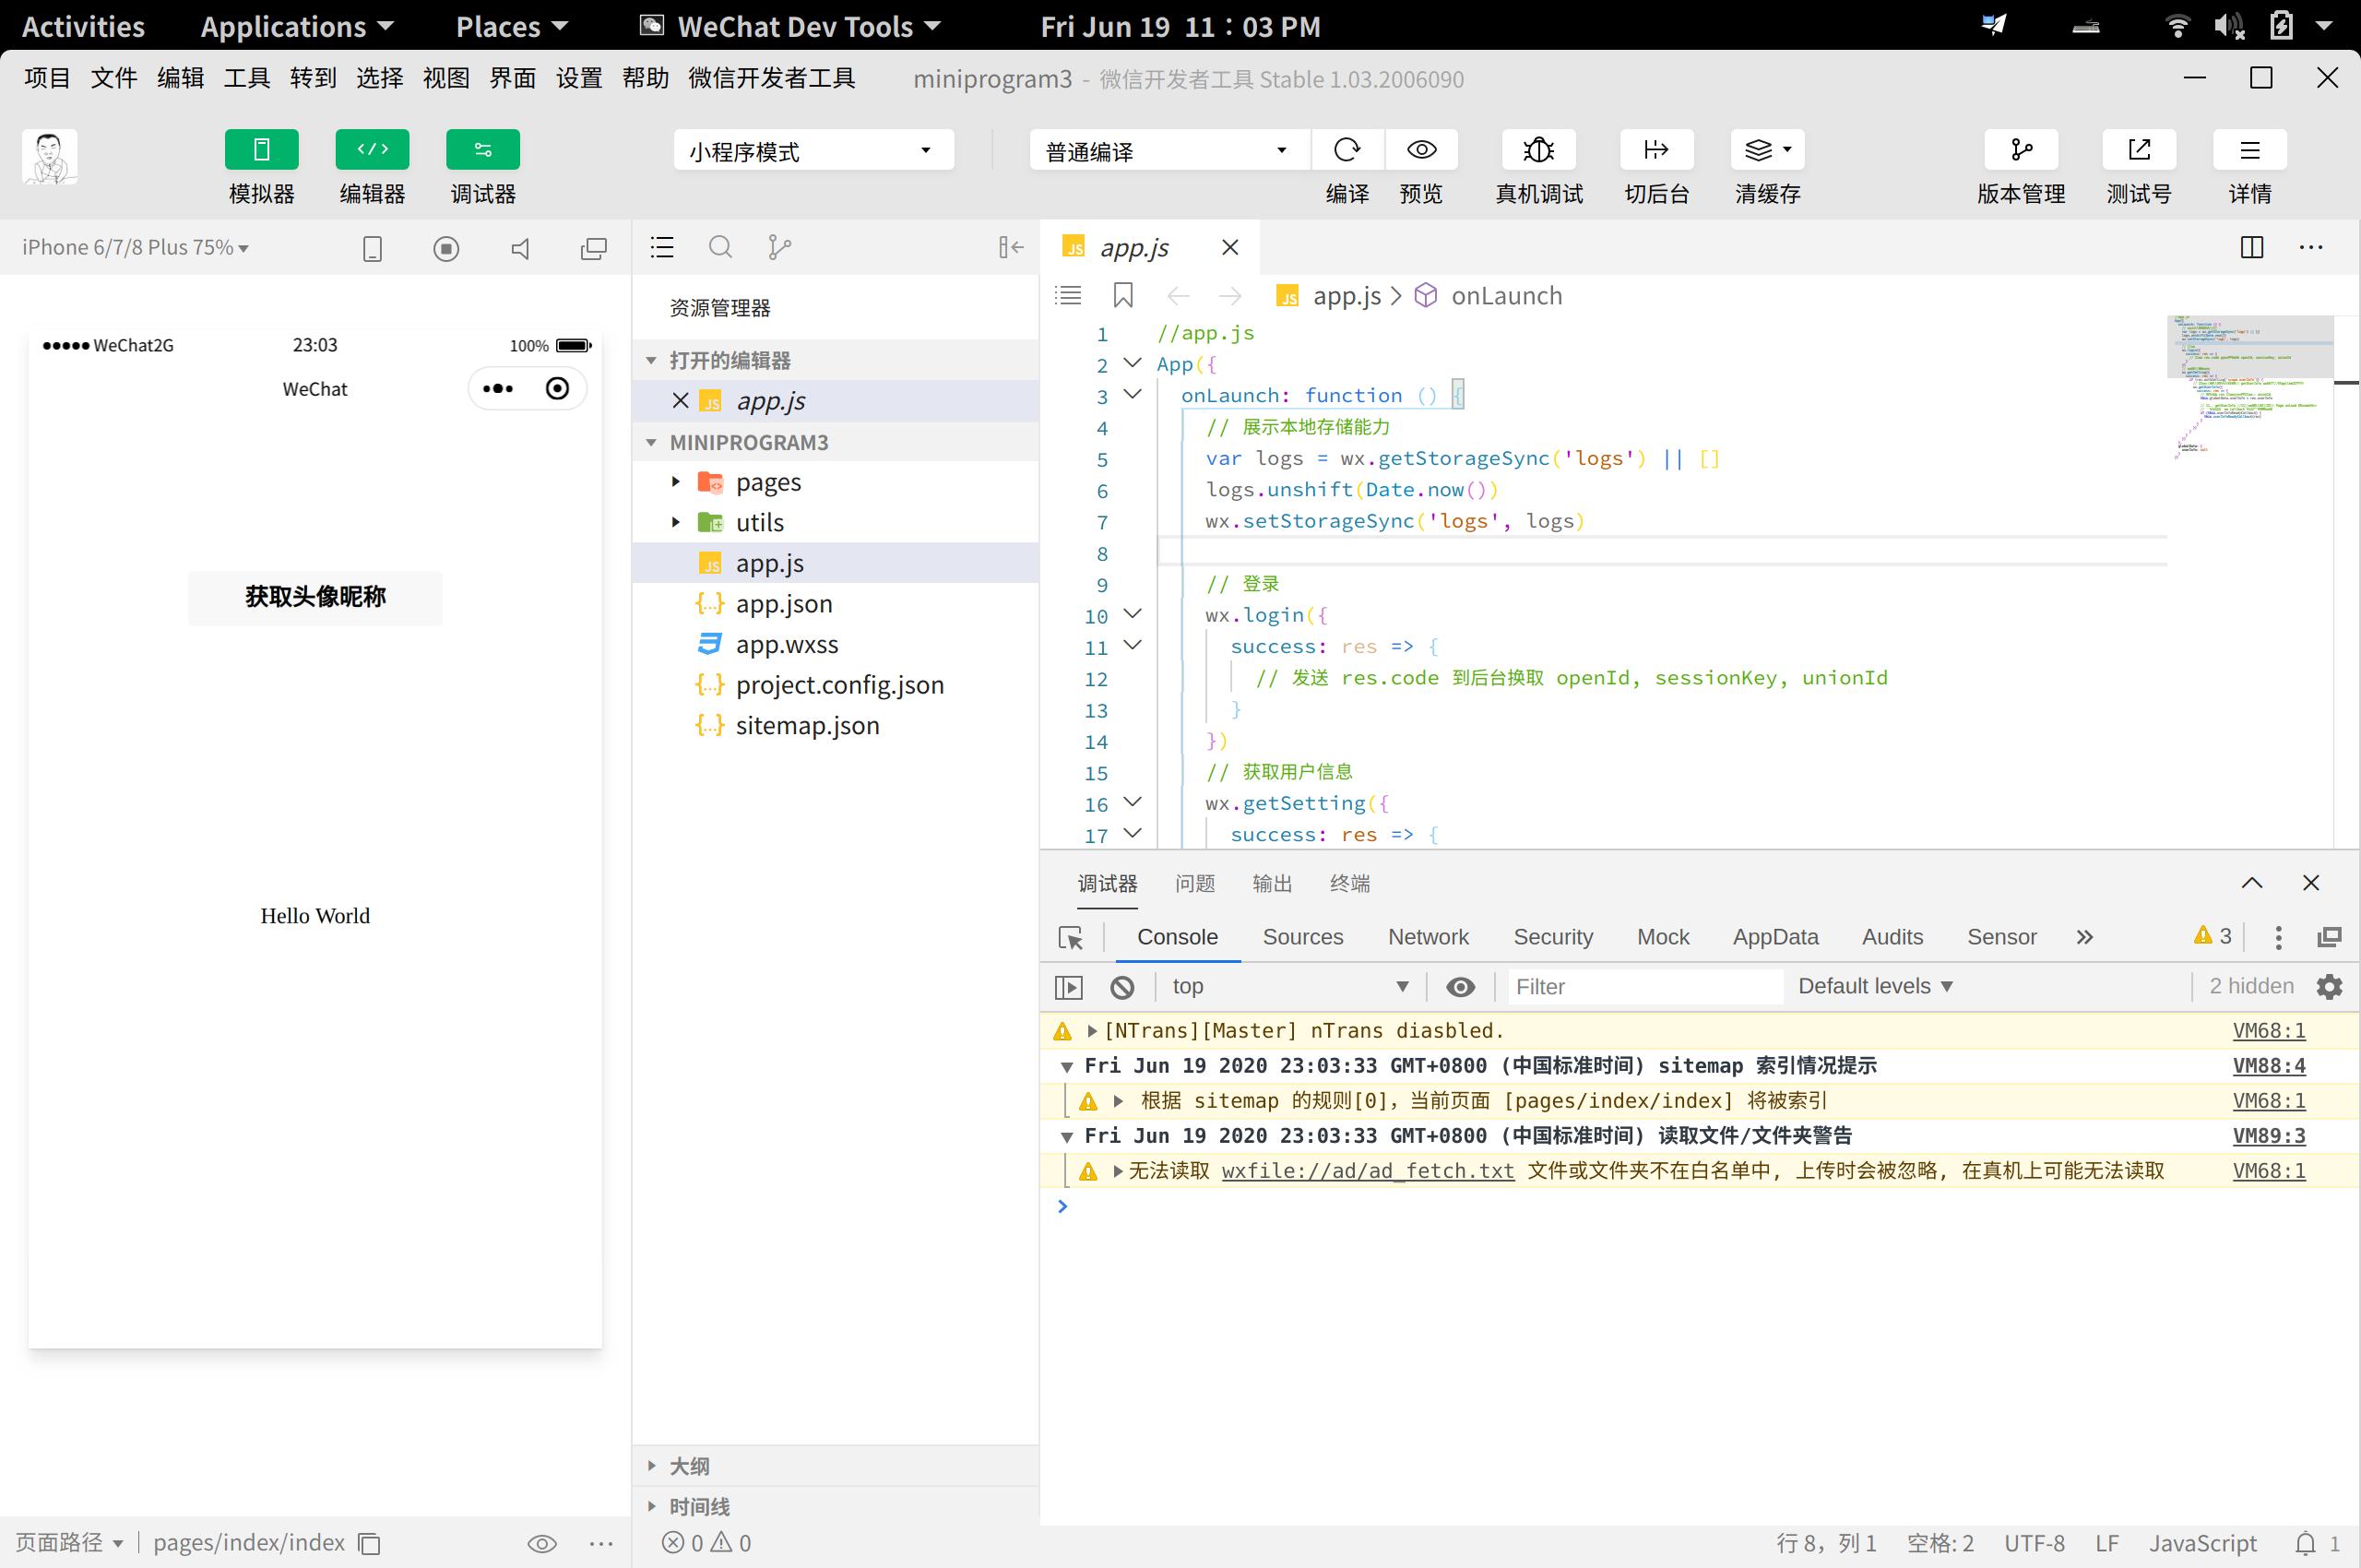 Activities Applications Places WeChat Dev Tools Fri Jun 19 11：03 PM
项目 文件 编辑 工具 转到 选择 视图 界面 设置 帮助 微信开发者工具 miniprogram3 - 微信开发者工具 Stable 1.03.2006090
小程序模式 普通编译
模拟器 编辑器 调试器 编译 预览 真机调试 切后台 清缓存 版本管理 测试号 详情
iPhone 6/7/8 Plus 75%
WeChat2G 23:03 100%
WeChat
获取头像昵称
Hello World
页面路径 pages/index/index
资源管理器
打开的编辑器
JS app.js
MINIPROGRAM3
pages
utils
JS app.js
{..} app.json
app.wxss
{..} project.config.json
{..} sitemap.json
大纲
时间线
0 0
JS app.js
JS app.js > onLaunch
1 //app.js
2 App({
3 onLaunch: function () {
4 // 展示本地存储能力
5 var logs = wx.getStorageSync('logs') || []
6 logs.unshift(Date.now())
7 wx.setStorageSync('logs', logs)
8
9 // 登录
10 wx.login({
11 success: res => {
12 // 发送 res.code 到后台换取 openId, sessionKey, unionId
13 }
14 })
15 // 获取用户信息
16 wx.getSetting({
17 success: res => {
调试器 问题 输出 终端
Console Sources Network Security Mock AppData Audits Sensor 3
top Filter Default levels 2 hidden
[NTrans][Master] nTrans diasbled. VM68:1
Fri Jun 19 2020 23:03:33 GMT+0800 (中国标准时间) sitemap 索引情况提示 VM88:4
根据 sitemap 的规则[0]，当前页面 [pages/index/index] 将被索引 VM68:1
Fri Jun 19 2020 23:03:33 GMT+0800 (中国标准时间) 读取文件/文件夹警告 VM89:3
无法读取 wxfile://ad/ad_fetch.txt 文件或文件夹不在白名单中, 上传时会被忽略, 在真机上可能无法读取 VM68:1
>
行 8，列 1 空格: 2 UTF-8 LF JavaScript 1